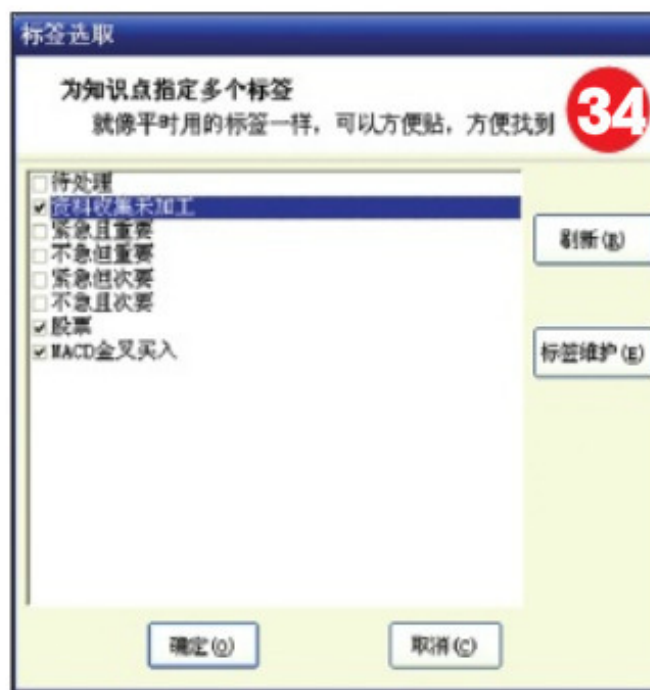 标签选取
为知识点指定多个标签
就像平时用的标签一样，可以方便贴，方便找到
34
待处理
资料收集未加工
紧急且重要
不急但重要
紧急但次要
不急且次要
股票
MACD金叉买入
刷新(R)
标签维护(E)
确定(O)
取消(C)